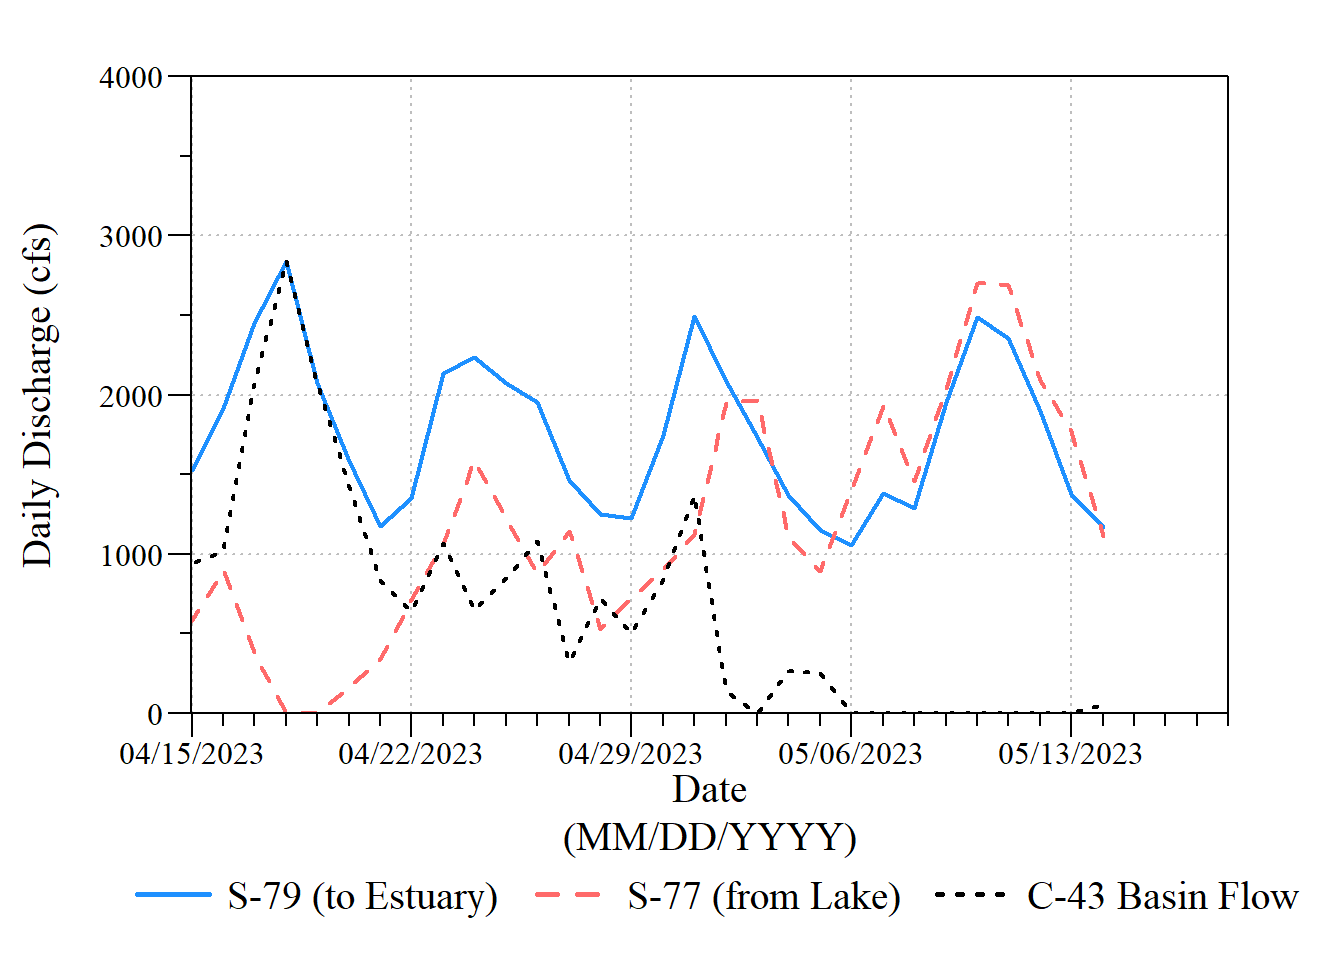 4000
3000
2000
1000
0
Daily Discharge (cfs)
04/15/2023 04/22/2023 04/29/2023 05/06/2023 05/13/2023
Date
(MM/DD/YYYY)
S-79 (to Estuary) S-77 (from Lake) C-43 Basin Flow